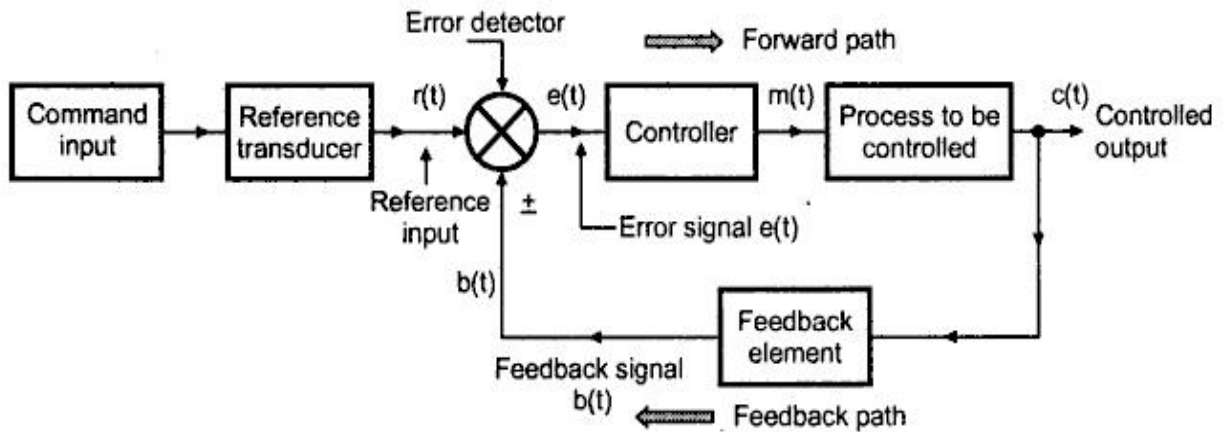 Error detector
Forward path
Command
input
Reference
transducer
r(t)
e(t)
Controller
m(t)
Process to be
controlled
c(t)
Controlled
output
Reference
input
±
Error signal e(t)
b(t)
Feedback
element
Feedback signal
b(t)
Feedback path